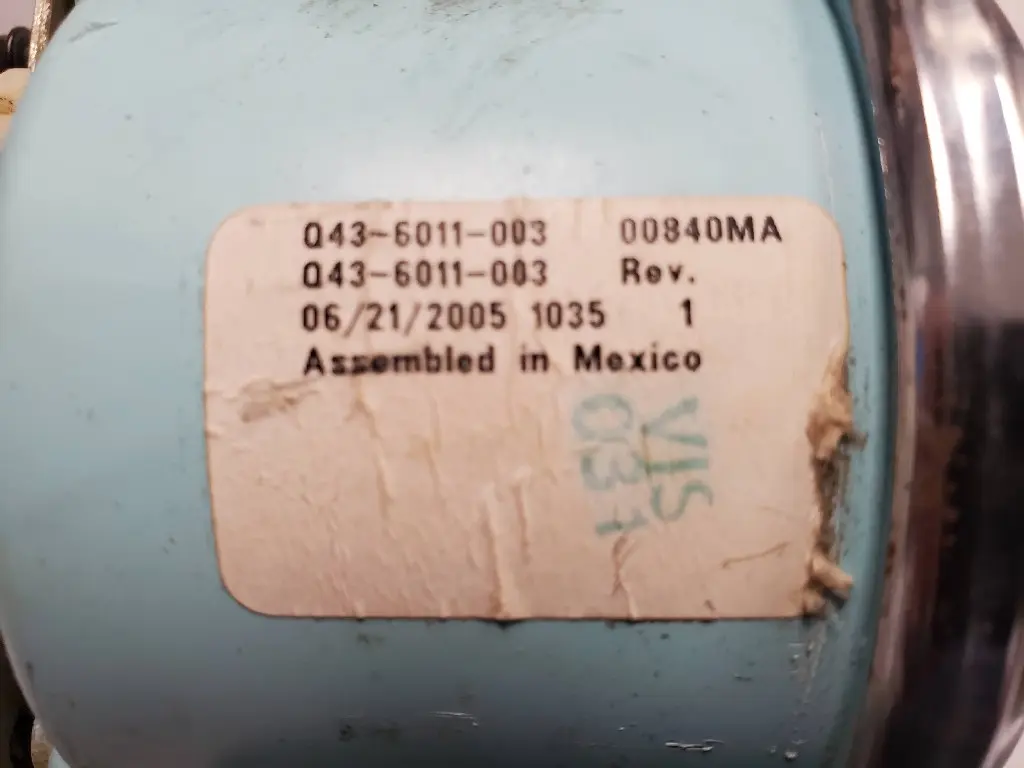 Q43-6011-003 00840MA
Q43-6011-003 Rev.
06/21/2005 1035 1
Assembled in Mexico
VIS
031